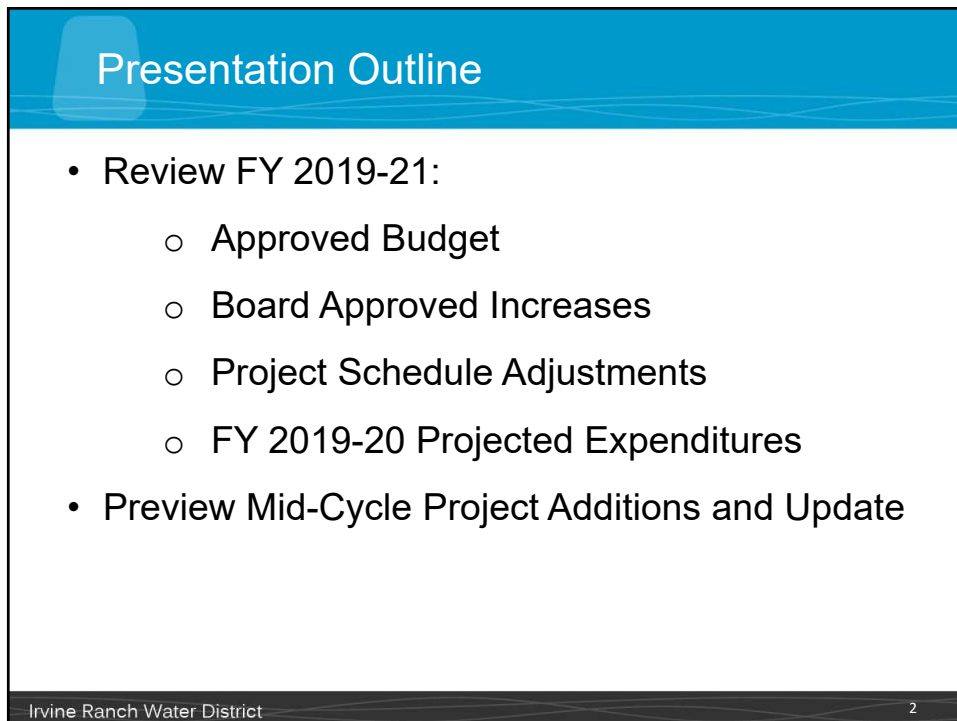 Presentation Outline
• Review FY 2019-21:
o Approved Budget
o Board Approved Increases
o Project Schedule Adjustments
o FY 2019-20 Projected Expenditures
• Preview Mid-Cycle Project Additions and Update
Irvine Ranch Water District
2